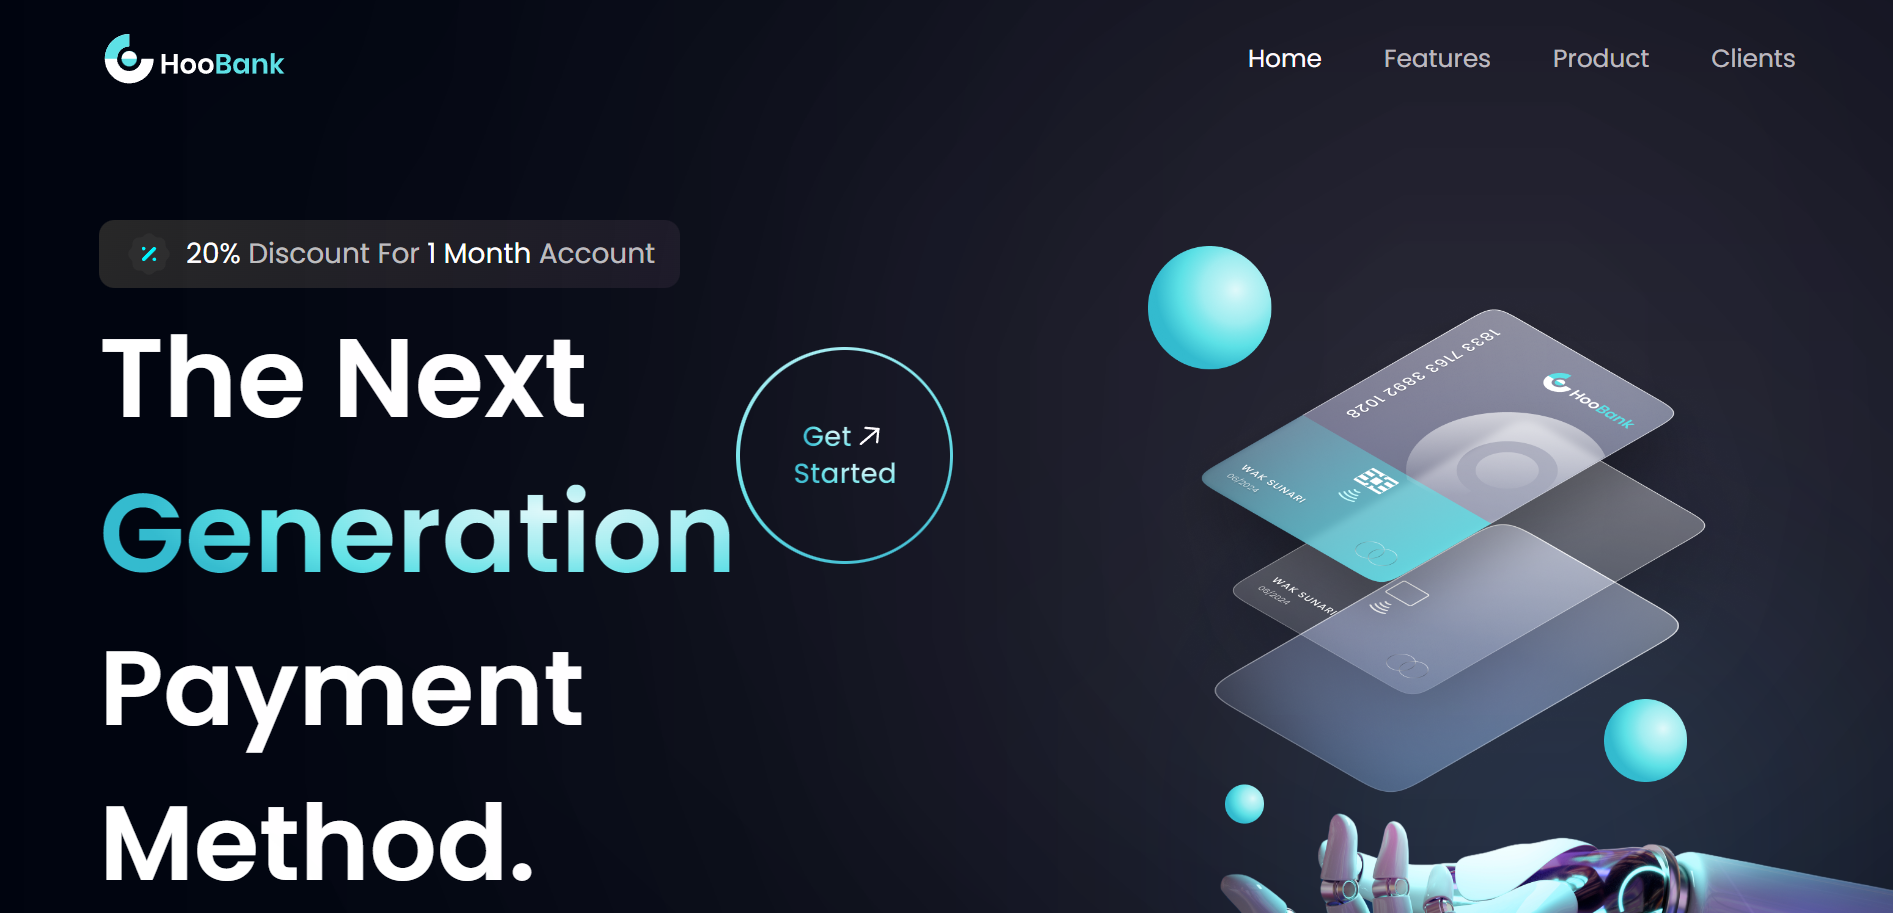 HooBank
Home Features Product Clients
20% Discount For 1 Month Account
The Next
Generation
Payment
Method.
Get
Started
1833 7163 3892 1028
HooBank
WAK SUNARI
06/2024
WAK SUNARI
06/2024